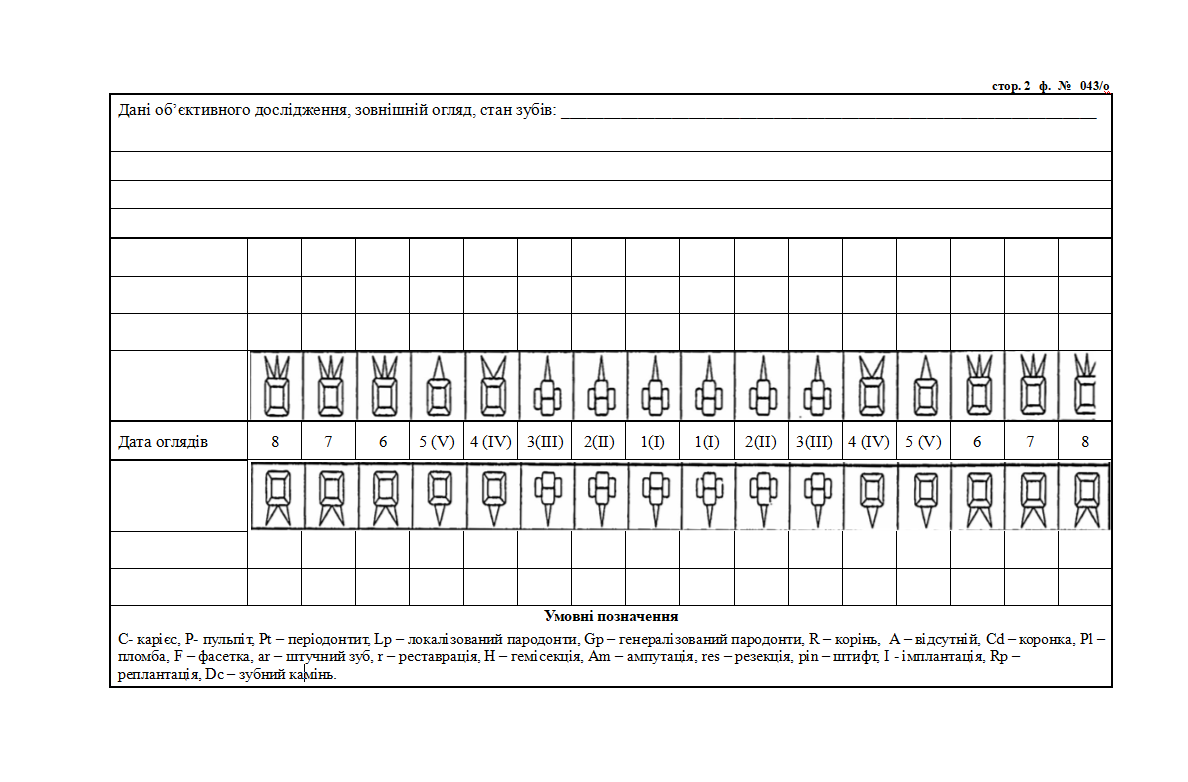 стор. 2 ф. № 043/о
Дані об’єктивного дослідження, зовнішній огляд, стан зубів: ___________________________________________________________________
Дата оглядів 8 7 6 5 (V) 4 (IV) 3(III) 2(II) 1(I) 1(I) 2(II) 3(III) 4 (IV) 5 (V) 6 7 8
Умовні позначення
С- карієс, Р- пульпіт, Pt – періодонтит, Lp – локалізований пародонти, Gp – генералізований пародонти, R – корінь, А – відсутній, Cd – коронка, Pl –
пломба, F – фасетка, ar – штучний зуб, r – реставрація, H – гемісекція, Am – ампутація, res – резекція, pin – штифт, I - імплантація, Rp –
реплантація, Dc – зубний камінь.